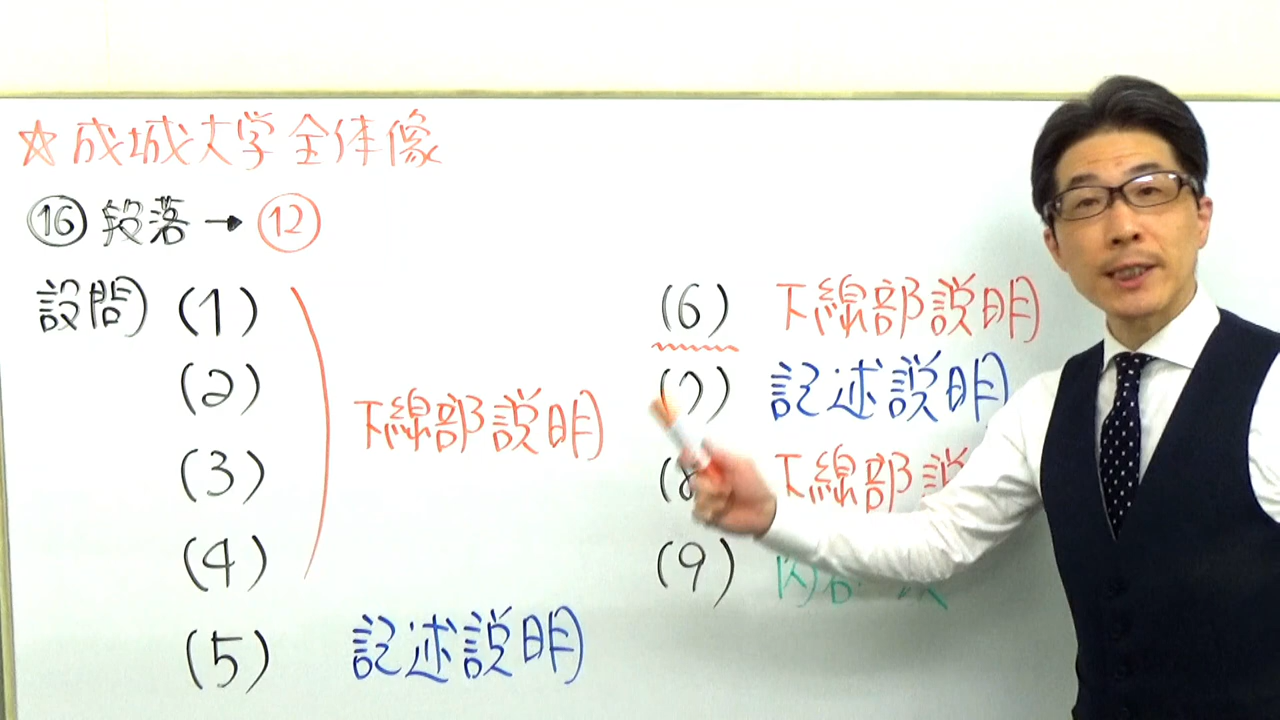 ☆成城大学全体像
⑯段落→⑫
設問)(1)
(2)
(3)
(4)
下線部説明
(5) 記述説明
(6) 下線部説明
(7) 記述説明
(8) 下線部説
(9)